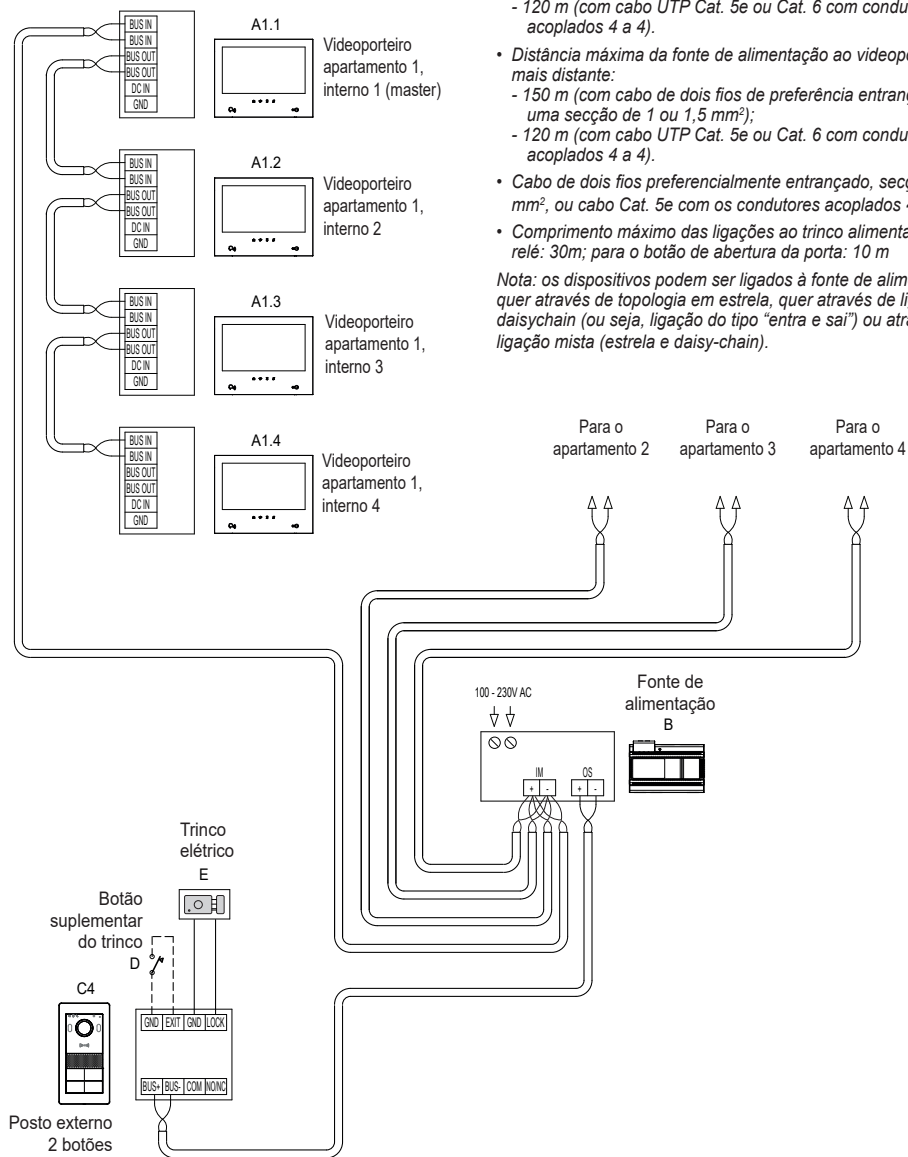 - 120 m (com cabo UTP Cat. 5e ou Cat. 6 com condu
acoplados 4 a 4).
• Distância máxima da fonte de alimentação ao videopo
mais distante:
- 150 m (com cabo de dois fios de preferência entranç
uma secção de 1 ou 1,5 mm²);
- 120 m (com cabo UTP Cat. 5e ou Cat. 6 com condu
acoplados 4 a 4).
• Cabo de dois fios preferencialmente entrançado, secç
mm², ou cabo Cat. 5e com os condutores acoplados 4
• Comprimento máximo das ligações ao trinco alimenta
relé: 30m; para o botão de abertura da porta: 10 m
Nota: os dispositivos podem ser ligados à fonte de alim
quer através de topologia em estrela, quer através de li
daisychain (ou seja, ligação do tipo “entra e sai”) ou atra
ligação mista (estrela e daisy-chain).
BUS IN
BUS IN
BUS OUT
BUS OUT
DC IN
GND
A1.1
Videoporteiro
apartamento 1,
interno 1 (master)
BUS IN
BUS IN
BUS OUT
BUS OUT
DC IN
GND
A1.2
Videoporteiro
apartamento 1,
interno 2
BUS IN
BUS IN
BUS OUT
BUS OUT
DC IN
GND
A1.3
Videoporteiro
apartamento 1,
interno 3
BUS IN
BUS IN
BUS OUT
BUS OUT
DC IN
GND
A1.4
Videoporteiro
apartamento 1,
interno 4
Para o
apartamento 2
Para o
apartamento 3
Para o
apartamento 4
100 - 230V AC
Fonte de
alimentação
B
IM
+ -
OS
+ -
Trinco
elétrico
E
Botão
suplementar
do trinco
D
C4
GND EXIT GND LOCK
BUS+ BUS- COM NO/NC
Posto externo
2 botões